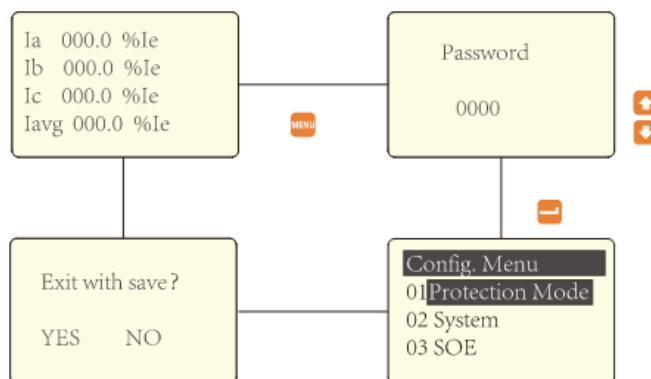 Ia 000.0 %Ie
Ib 000.0 %Ie
Ic 000.0 %Ie
Iavg 000.0 %Ie
Password
0000
MENU
Exit with save?
YES NO
Config. Menu
01 Protection Mode
02 System
03 SOE